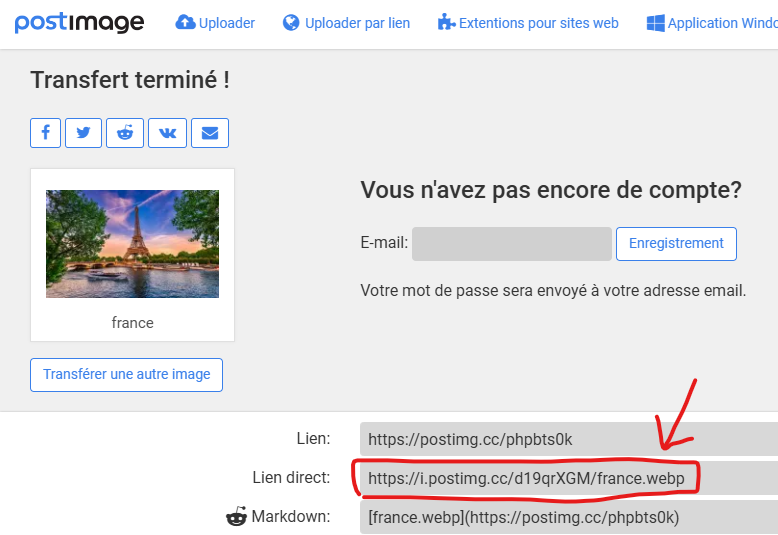 postimage Uploader Uploader par lien Extentions pour sites web Application Windo
Transfert terminé !
Vous n'avez pas encore de compte?
E-mail: Enregistrement
Votre mot de passe sera envoyé à votre adresse email.
france
Transférer une autre image
Lien: https://postimg.cc/phpbts0k
Lien direct: https://i.postimg.cc/d19qrXGM/france.webp
Markdown: [france.webp](https://postimg.cc/phpbts0k)